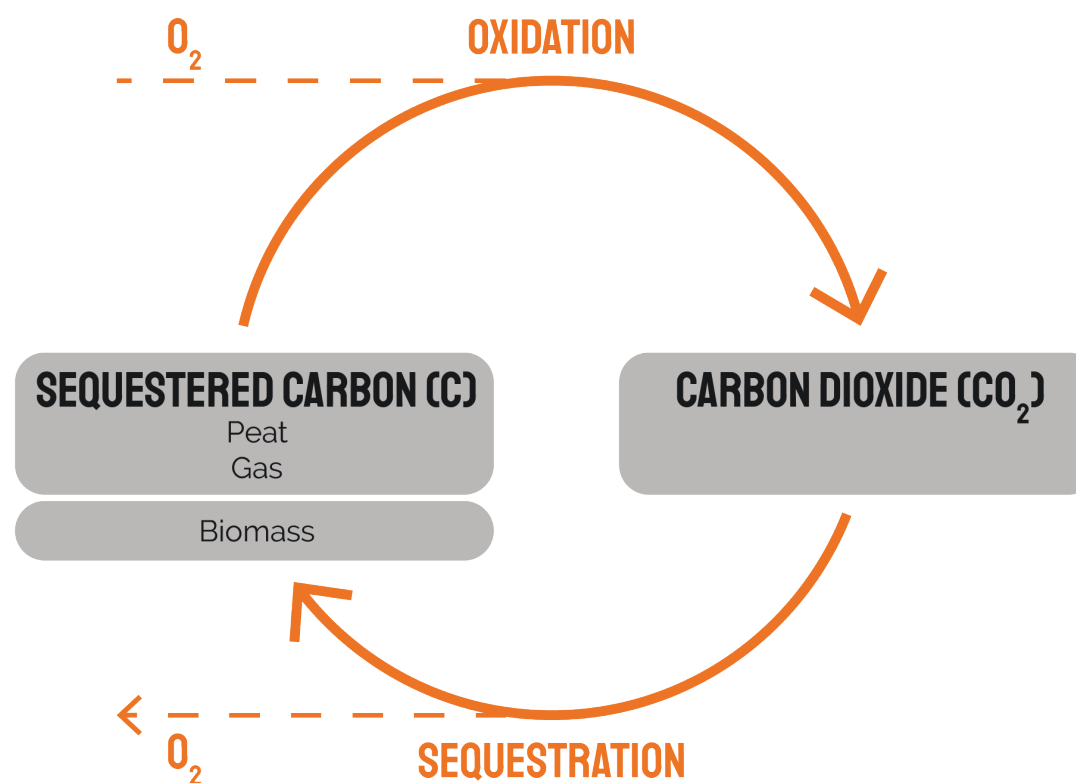 O₂
OXIDATION
SEQUESTERED CARBON (C)
Peat
Gas
Biomass
CARBON DIOXIDE (CO₂)
O₂
SEQUESTRATION